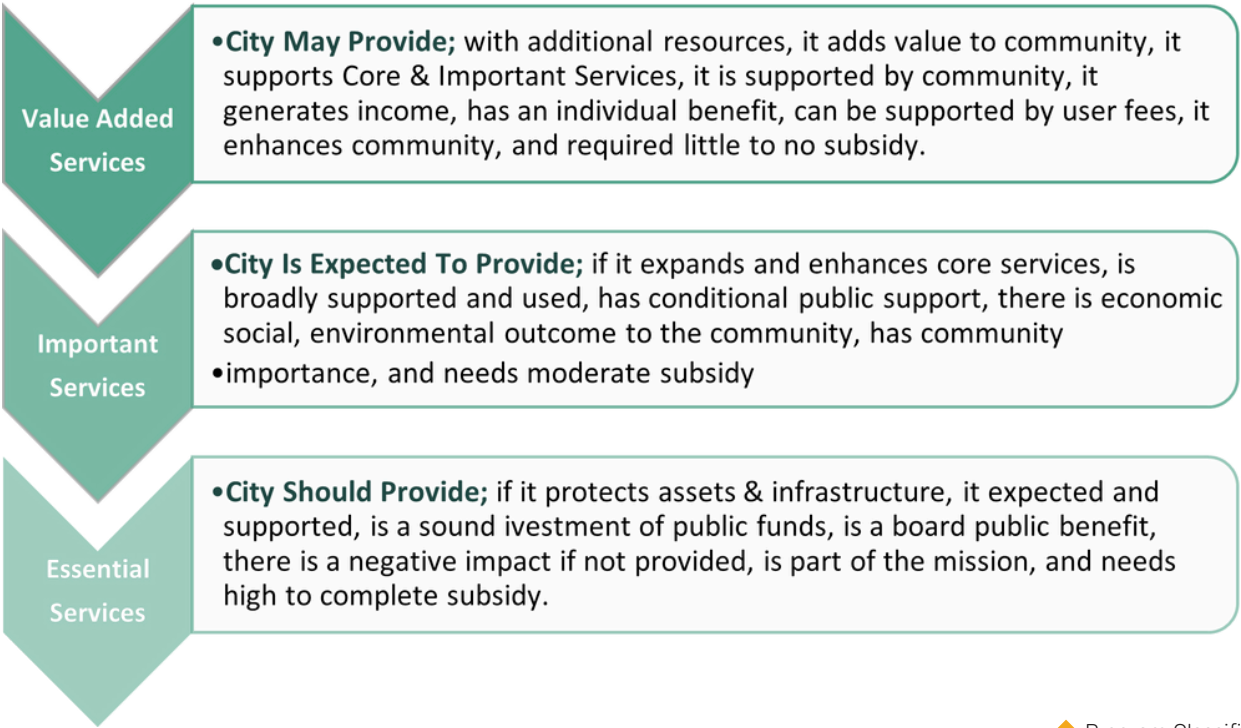 Value Added
Services
•City May Provide; with additional resources, it adds value to community, it
supports Core & Important Services, it is supported by community, it
generates income, has an individual benefit, can be supported by user fees, it
enhances community, and required little to no subsidy.
Important
Services
•City Is Expected To Provide; if it expands and enhances core services, is
broadly supported and used, has conditional public support, there is economic
social, environmental outcome to the community, has community
•importance, and needs moderate subsidy
Essential
Services
•City Should Provide; if it protects assets & infrastructure, it expected and
supported, is a sound ivestment of public funds, is a board public benefit,
there is a negative impact if not provided, is part of the mission, and needs
high to complete subsidy.